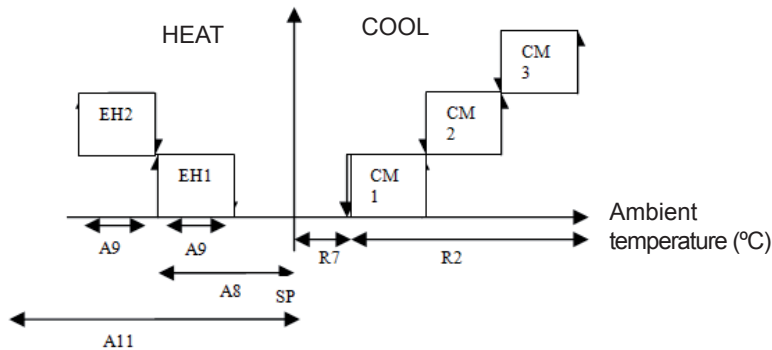 HEAT
COOL
CM
3
EH2
CM
2
EH1
CM
1
Ambient
temperature (ºC)
A9
A9
R7
R2
A8
SP
A11